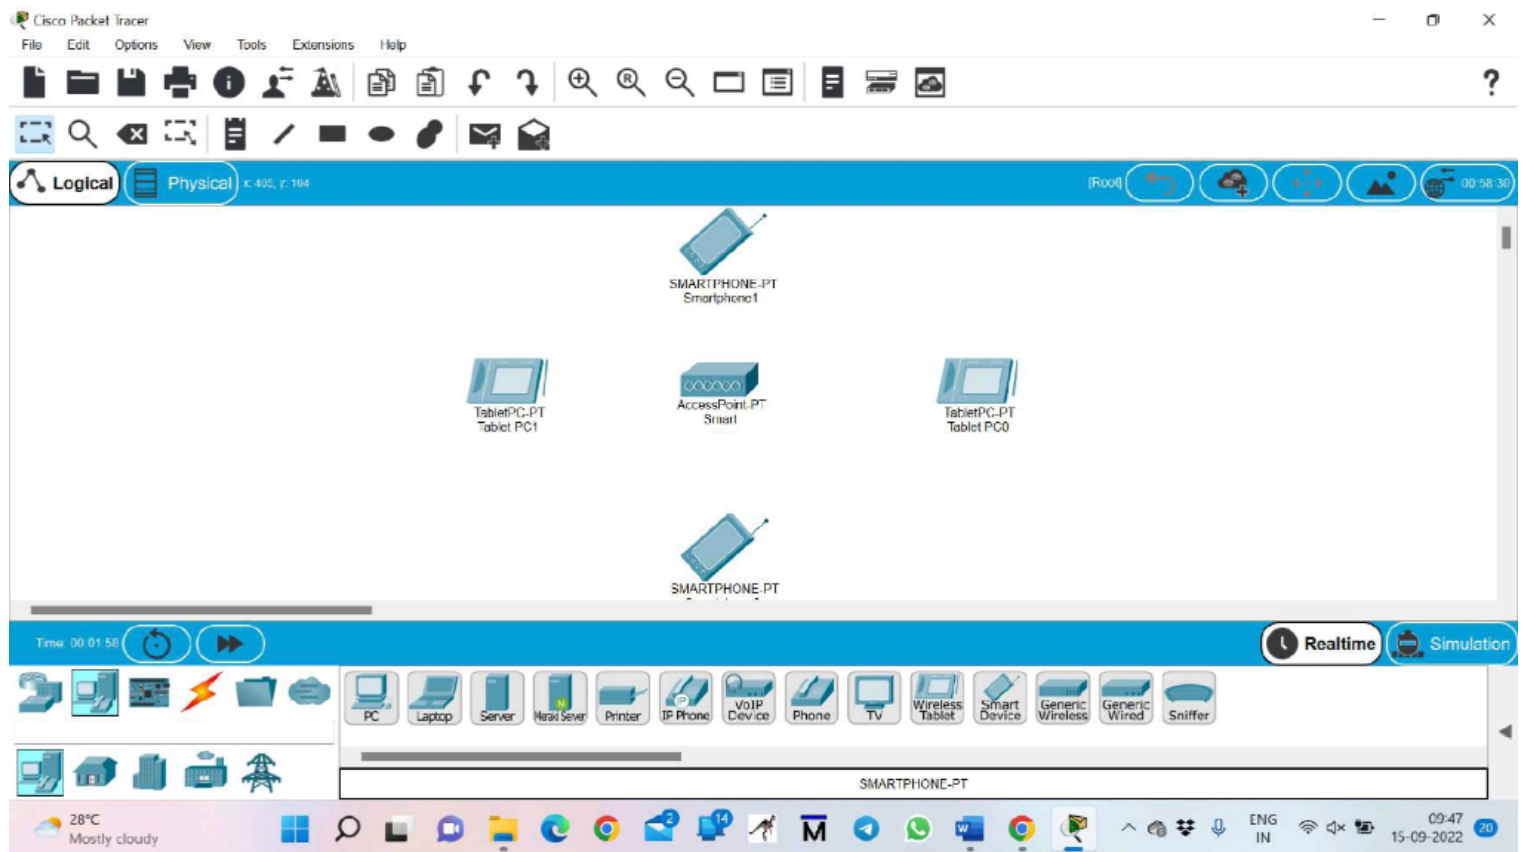 Cisco Packet Tracer
File Edit Options View Tools Extensions Help
Logical Physical x: 405, y: 104 [Root] 00:58:30
SMARTPHONE-PT
Smartphone1
TabletPC-PT
Tablet PC1
AccessPoint-PT
Smart
TabletPC-PT
Tablet PC0
SMARTPHONE-PT
Time: 00:01:58 Realtime Simulation
PC Laptop Server Meraki Server Printer IP Phone VoIP Device Phone TV Wireless Tablet Smart Device Generic Wireless Generic Wired Sniffer
SMARTPHONE-PT
28°C
Mostly cloudy
2 14
ENG
IN
09:47
15-09-2022
20